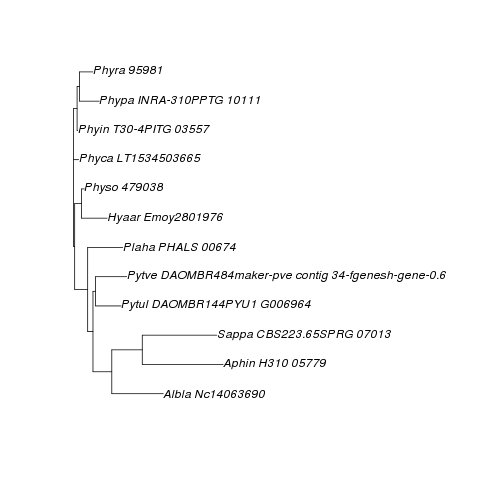 Phyra 95981
Phypa INRA-310PPTG 10111
Phyin T30-4PITG 03557
Phyca LT1534503665
Physo 479038
Hyaar Emoy2801976
Plaha PHALS 00674
Pytve DAOMBR484maker-pve contig 34-fgenesh-gene-0.6
Pytul DAOMBR144PYU1 G006964
Sappa CBS223.65SPRG 07013
Aphin H310 05779
Albla Nc14063690